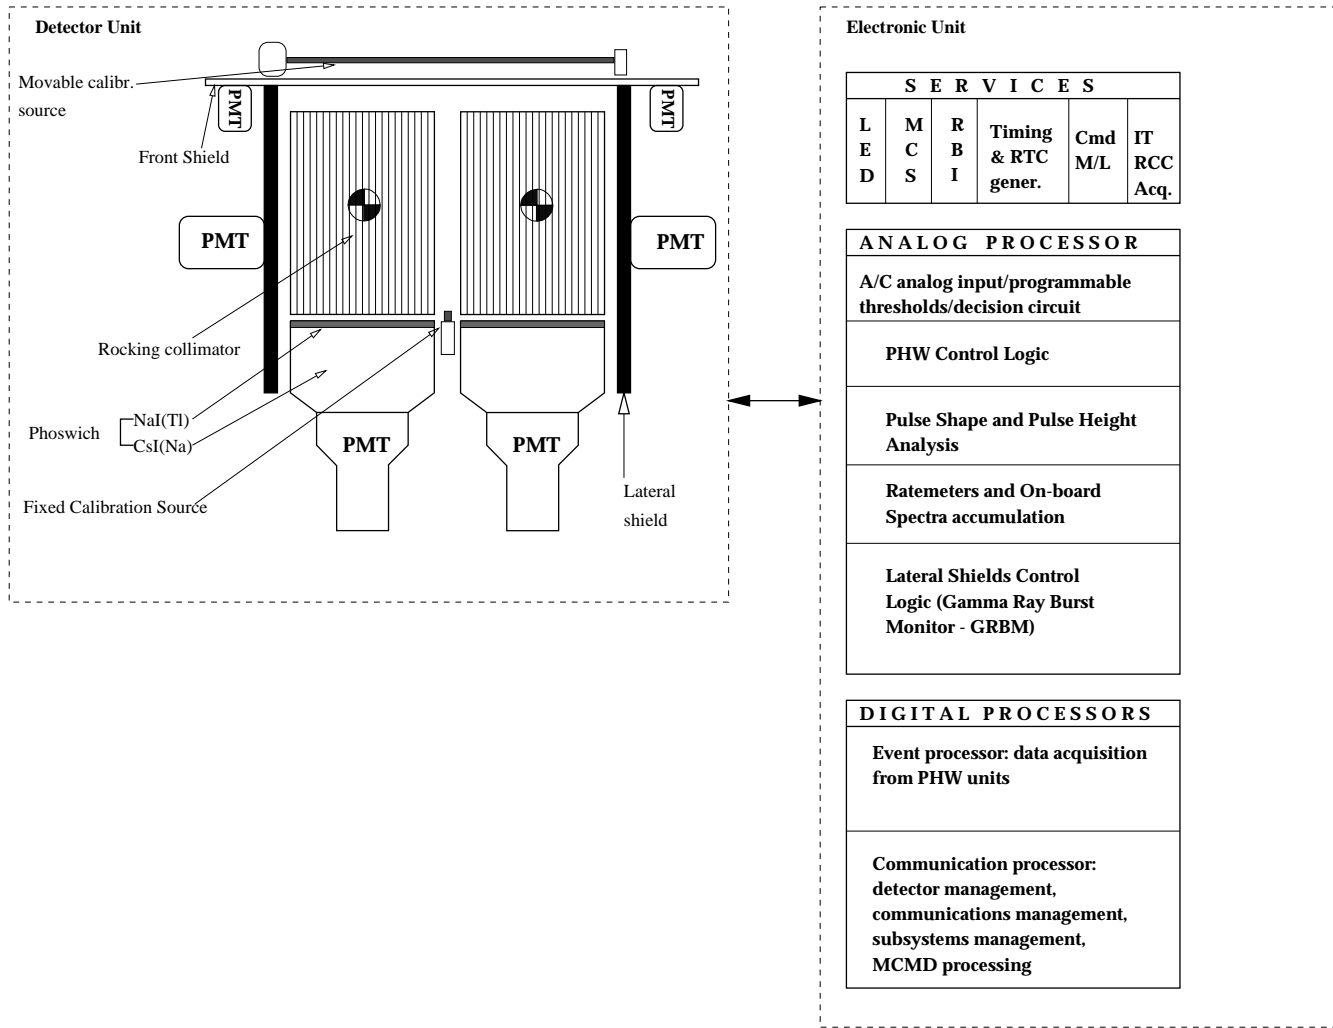 Detector Unit
Movable calibr.
source
PMT
PMT
Front Shield
PMT
PMT
Rocking collimator
Phoswich
NaI(Tl)
CsI(Na)
PMT
PMT
Fixed Calibration Source
Lateral
shield
Electronic Unit
S E R V I C E S
L E D
M C S
R B I
Timing
& RTC
gener.
Cmd
M/L
IT
RCC
Acq.
ANALOG PROCESSOR
A/C analog input/programmable
thresholds/decision circuit
PHW Control Logic
Pulse Shape and Pulse Height
Analysis
Ratemeters and On-board
Spectra accumulation
Lateral Shields Control
Logic (Gamma Ray Burst
Monitor - GRBM)
DIGITAL PROCESSORS
Event processor: data acquisition
from PHW units
Communication processor:
detector management,
communications management,
subsystems management,
MCMD processing